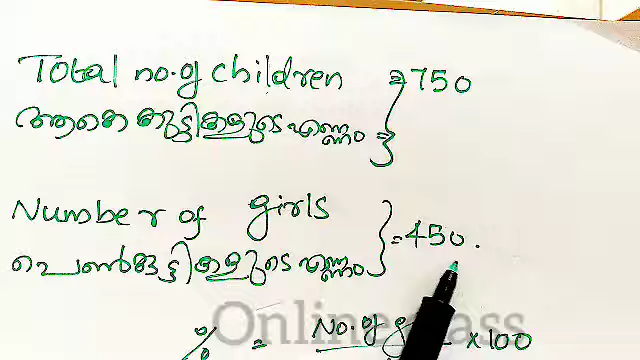 Total no. of children = 750
ആകെ കുട്ടികളുടെ എണ്ണം
Number of girls = 450.
പെൺകുട്ടികളുടെ എണ്ണം
% = No. of g x 100
Online Class